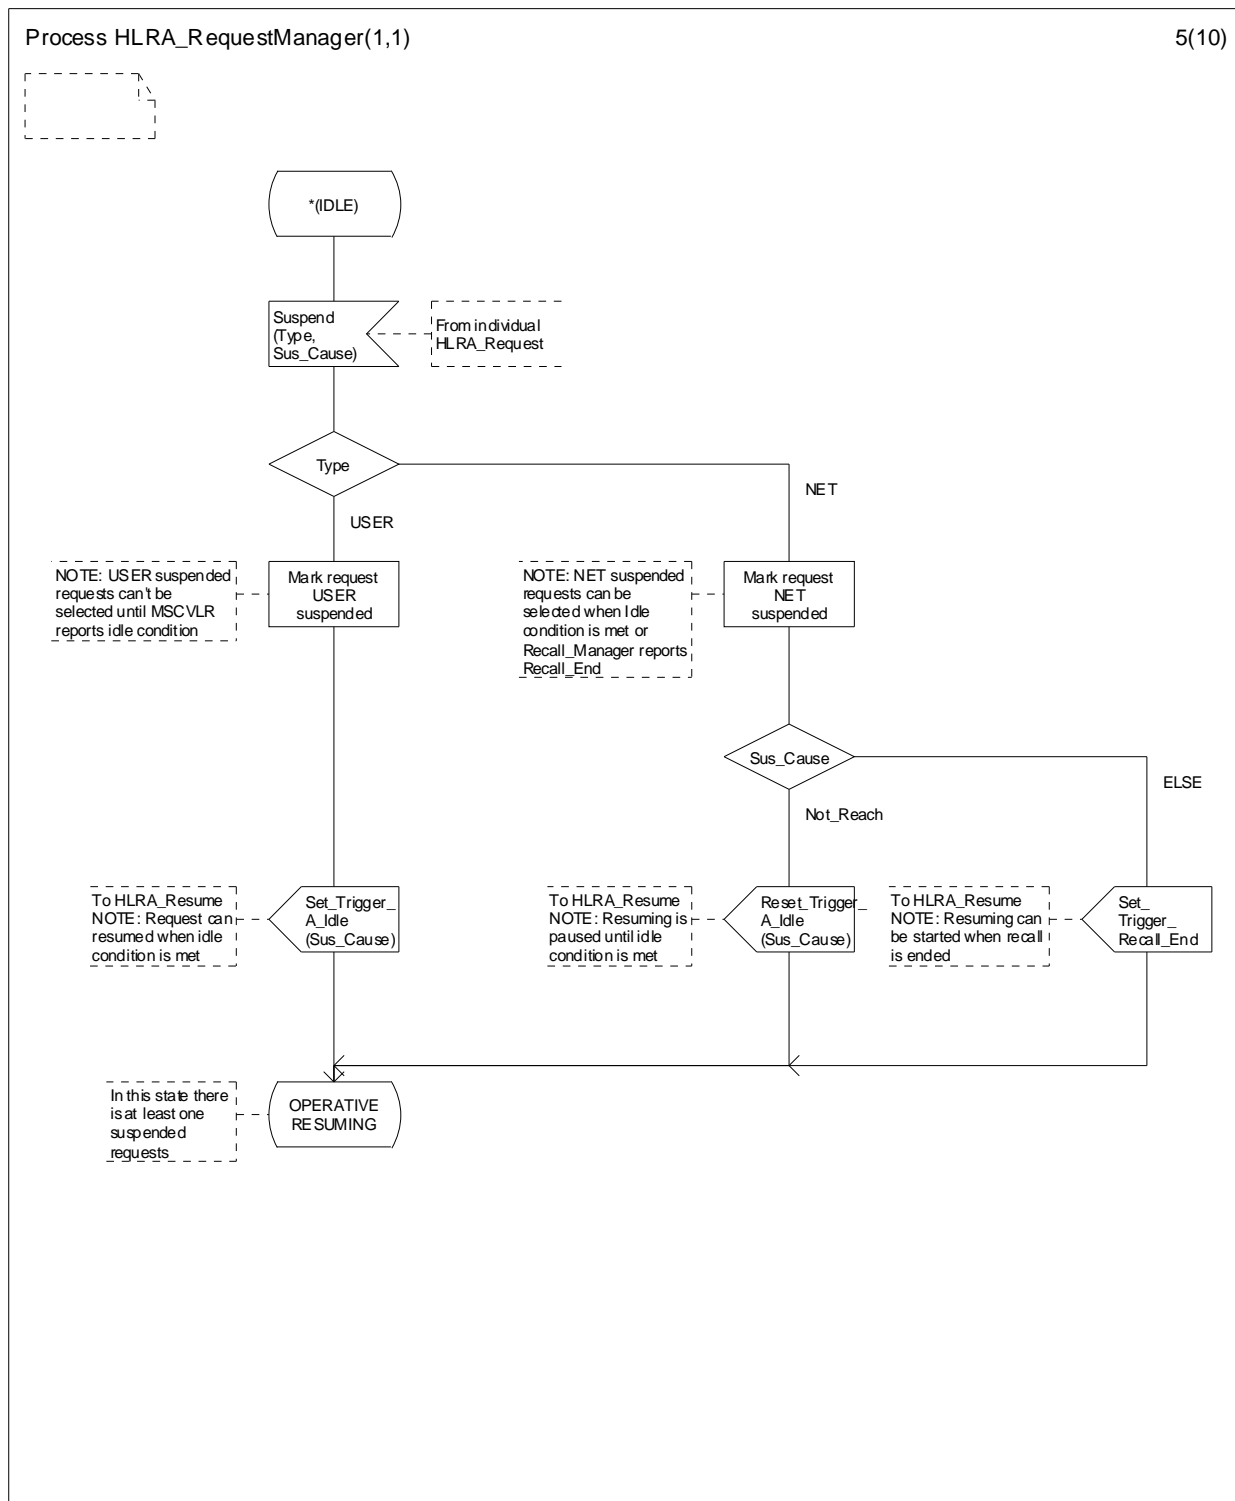 Process HLRA_RequestManager(1,1)
5(10)
*(IDLE)
Suspend
(Type,
Sus_Cause)
From individual
HLRA_Request
Type
NET
USER
NOTE: USER suspended
requests can't be
selected until MSCVLR
reports idle condition
Mark request
USER
suspended
NOTE: NET suspended
requests can be
selected when Idle
condition is met or
Recall_Manager reports
Recall_End
Mark request
NET
suspended
Sus_Cause
ELSE
Not_Reach
To HLRA_Resume
NOTE: Request can
resumed when idle
condition is met
Set_Trigger_
A_Idle
(Sus_Cause)
To HLRA_Resume
NOTE: Resuming is
paused until idle
condition is met
Reset_Trigger_
A_Idle
(Sus_Cause)
To HLRA_Resume
NOTE: Resuming can
be started when recall
is ended
Set_
Trigger_
Recall_End
In this state there
is at least one
suspended
requests
OPERATIVE
RESUMING